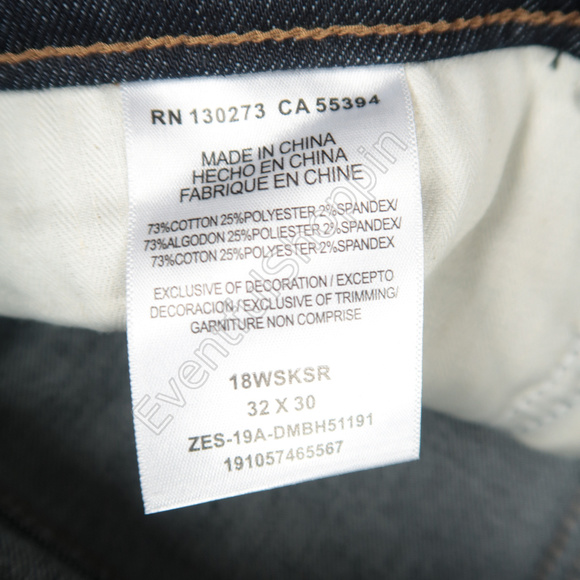 RN 130273 CA 55394
MADE IN CHINA
HECHO EN CHINA
FABRIQUE EN CHINE
73%COTTON 25%POLYESTER 2%SPANDEX/
73%ALGODON 25%POLIESTER 2%SPANDEX/
73%COTON 25%POLYESTER 2%SPANDEX
EXCLUSIVE OF DECORATION / EXCEPTO
DECORACION / EXCLUSIVE OF TRIMMING/
GARNITURE NON COMPRISE
18WSKSR
32 X 30
ZES-19A-DMBH51191
191057465567